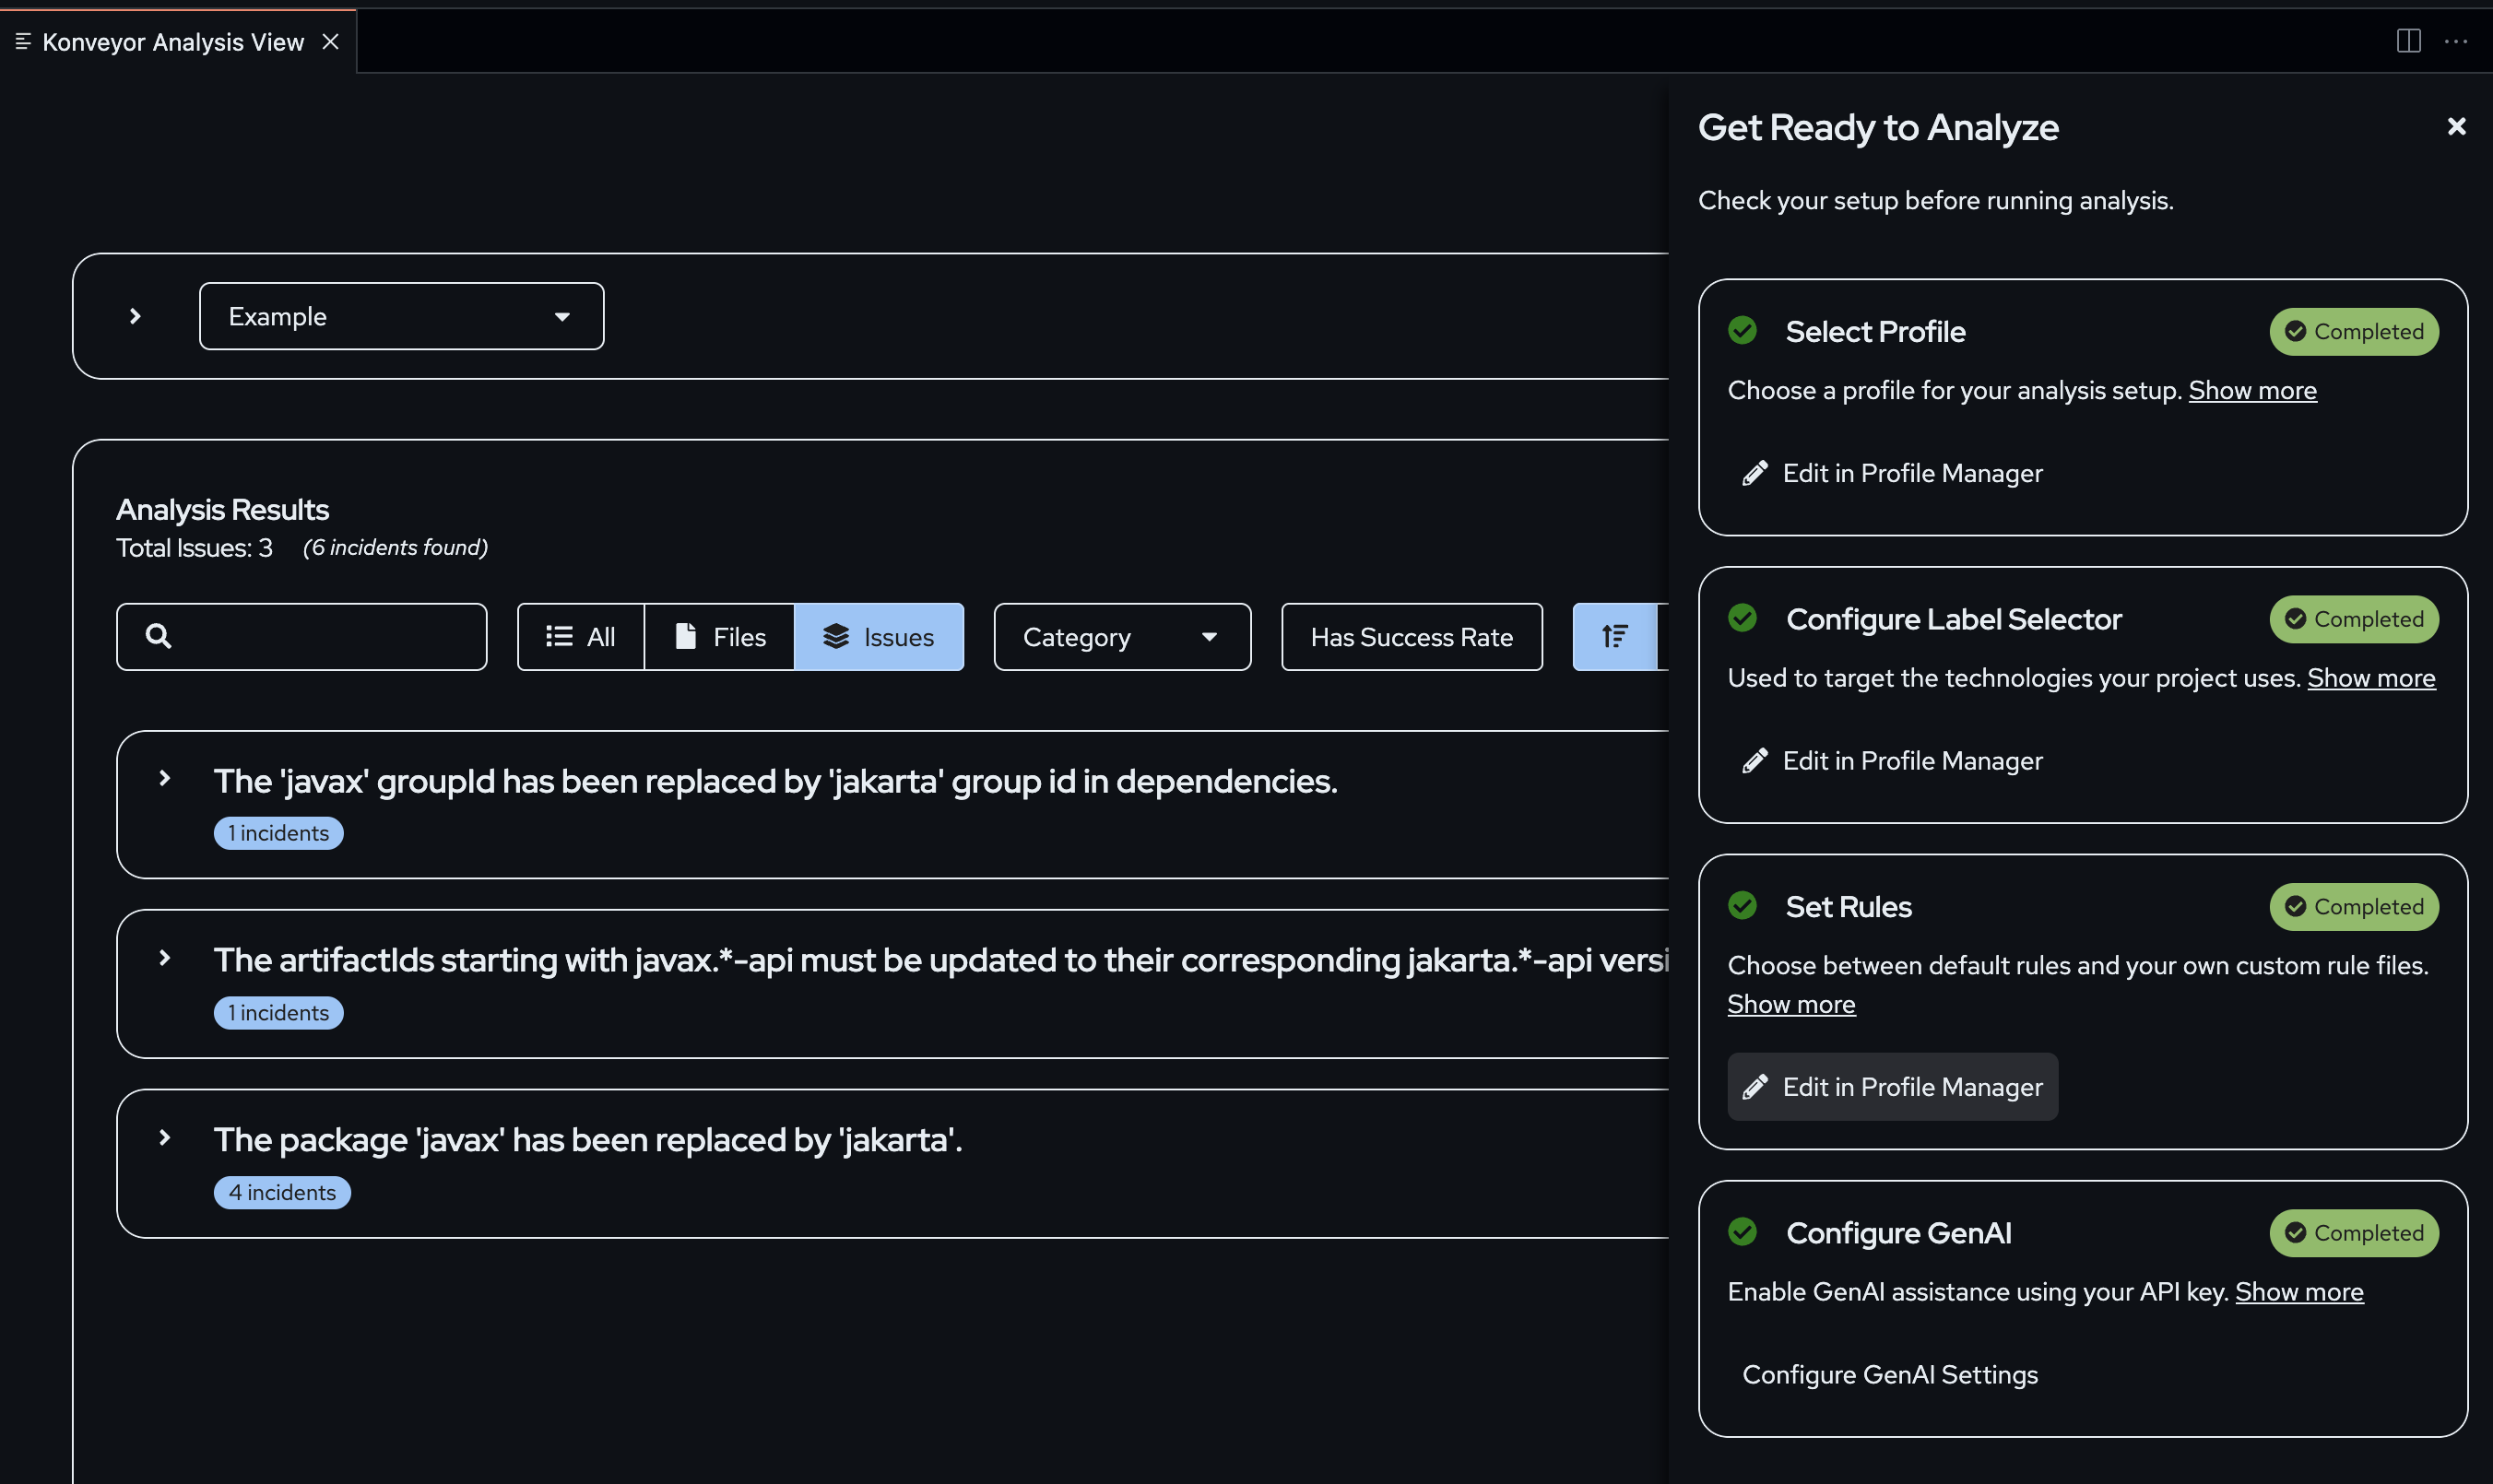 Konveyor Analysis View
Example
Analysis Results
Total Issues: 3 (6 incidents found)
All Files Issues Category Has Success Rate
The 'javax' groupId has been replaced by 'jakarta' group id in dependencies.
1 incidents
The artifactIds starting with javax.*-api must be updated to their corresponding jakarta.*-api versi
1 incidents
The package 'javax' has been replaced by 'jakarta'.
4 incidents
Get Ready to Analyze
Check your setup before running analysis.
Select Profile Completed
Choose a profile for your analysis setup. Show more
Edit in Profile Manager
Configure Label Selector Completed
Used to target the technologies your project uses. Show more
Edit in Profile Manager
Set Rules Completed
Choose between default rules and your own custom rule files.
Show more
Edit in Profile Manager
Configure GenAI Completed
Enable GenAI assistance using your API key. Show more
Configure GenAI Settings